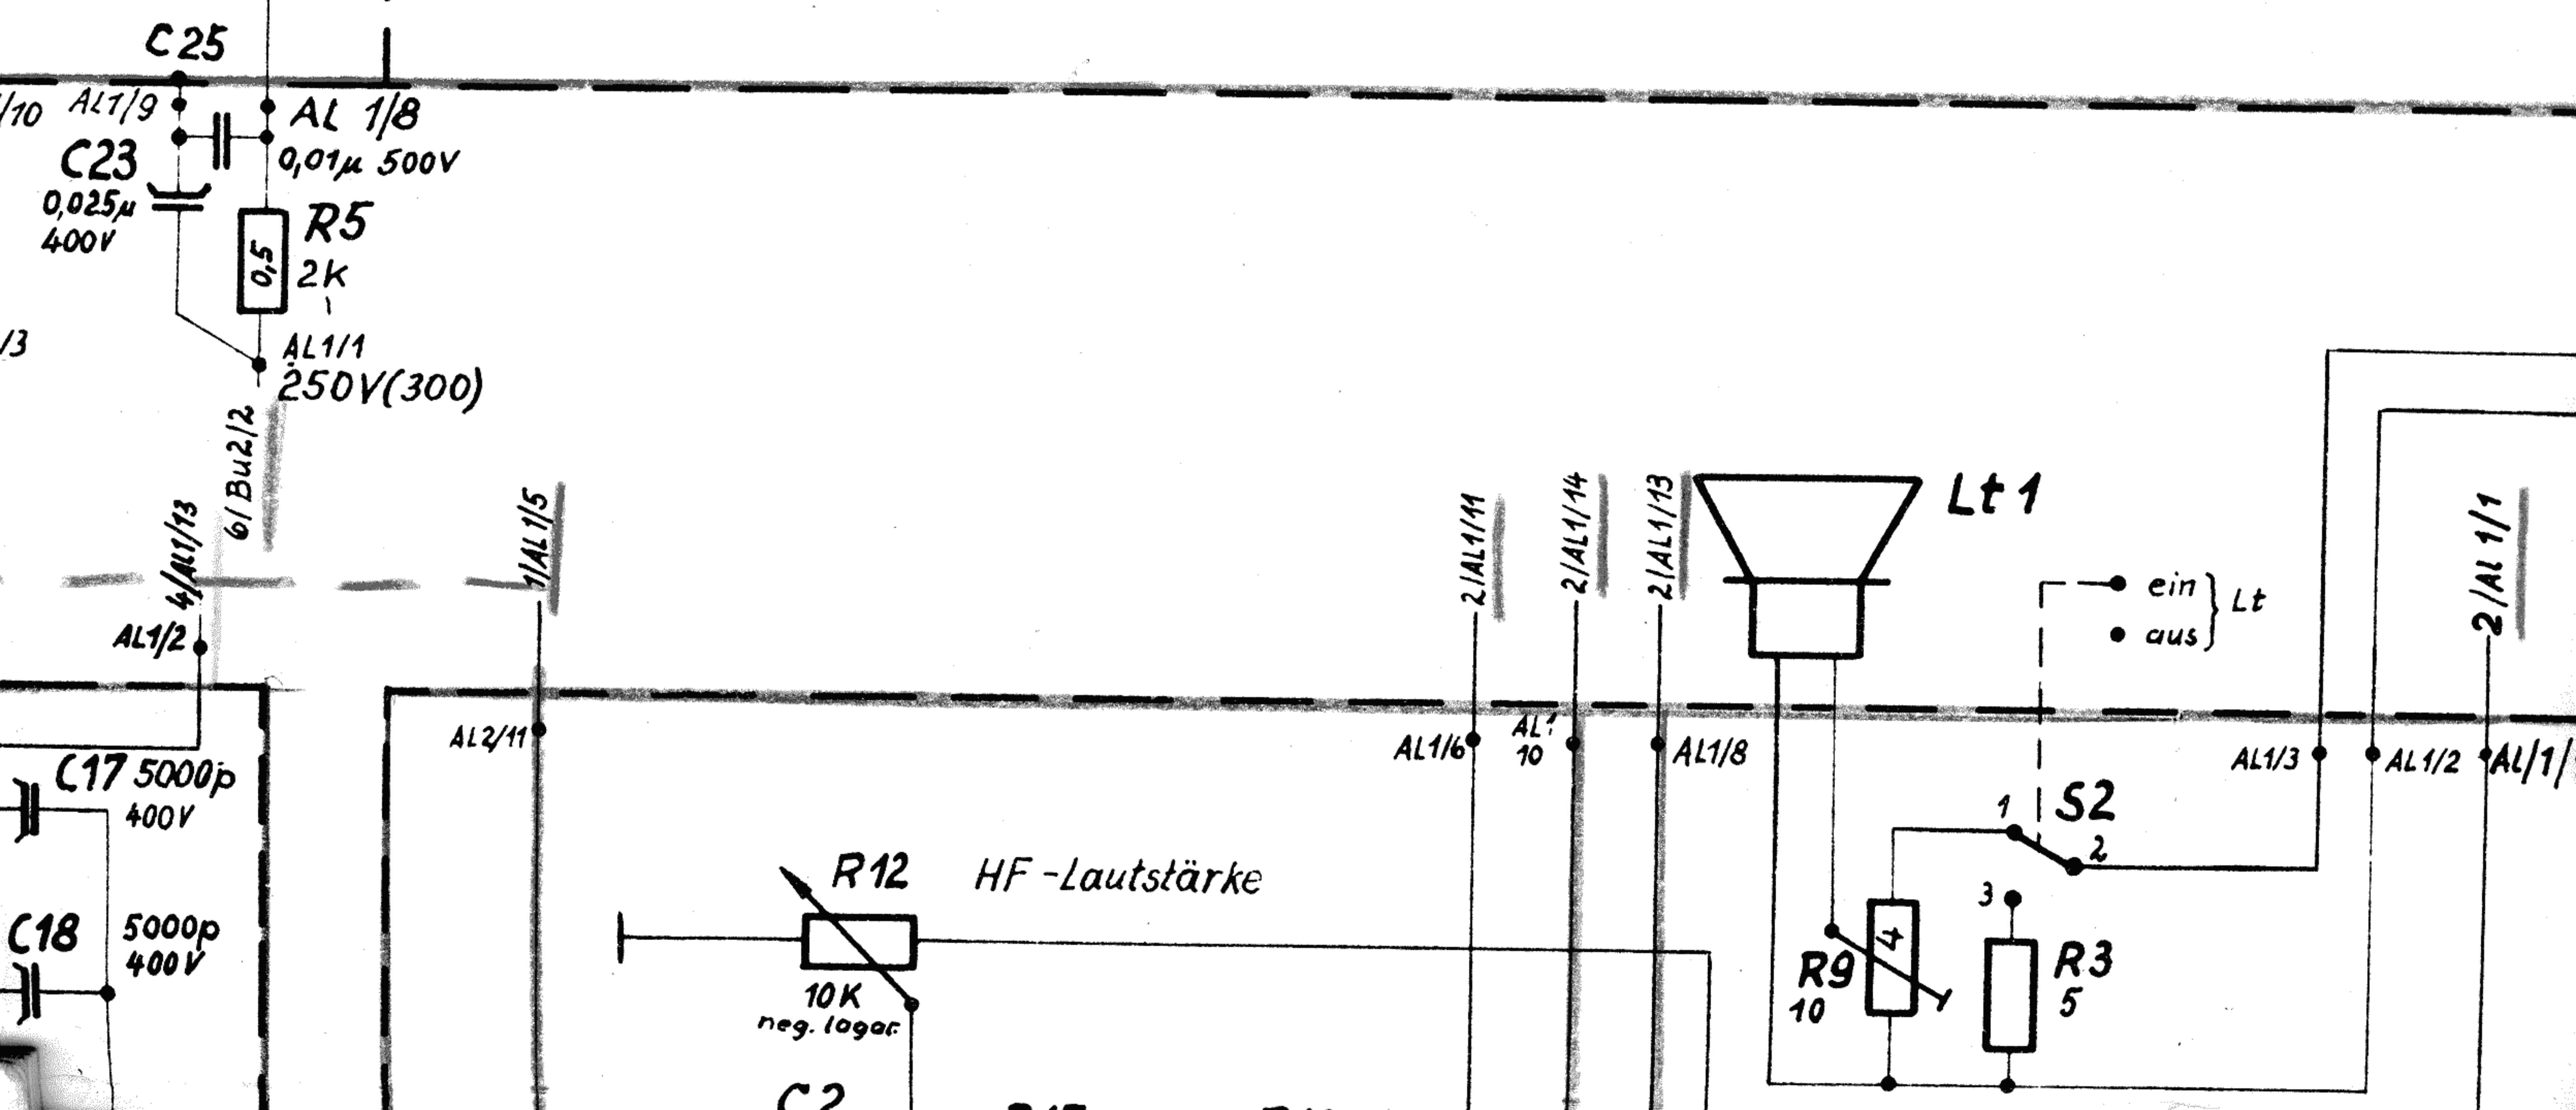 C25
/10 AL1/9
AL 1/8
0,01µ 500V
C23
0,025µ
400V
R5
2k
0,5
/3
AL1/1
250V(300)
6/Bu2/2
4/AL1/13
AL1/2
1/AL1/5
2/AL1/11
2/AL1/14
2/AL1/13
Lt 1
ein
aus
Lt
2/AL 1/1
AL2/11
AL1/6
AL1
10
AL1/8
AL1/3
AL1/2
AL/1/
C17 5000p
400V
C18 5000p
400V
R12 HF-Lautstärke
10K
neg. logar.
S2
1
2
3
R9
10
4
R3
5
C2